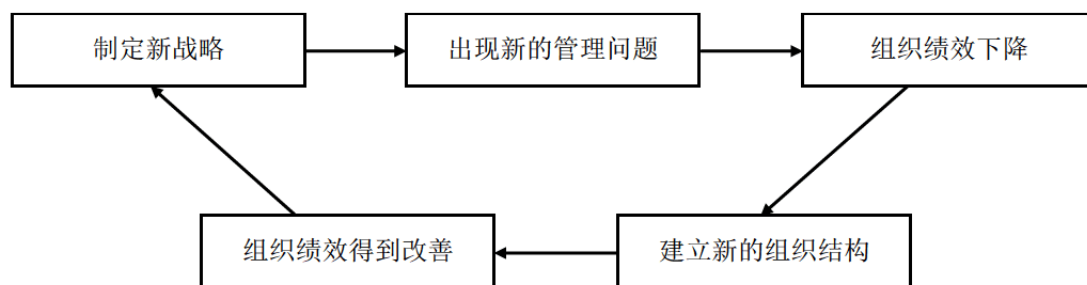 制定新战略
出现新的管理问题
组织绩效下降
组织绩效得到改善
建立新的组织结构